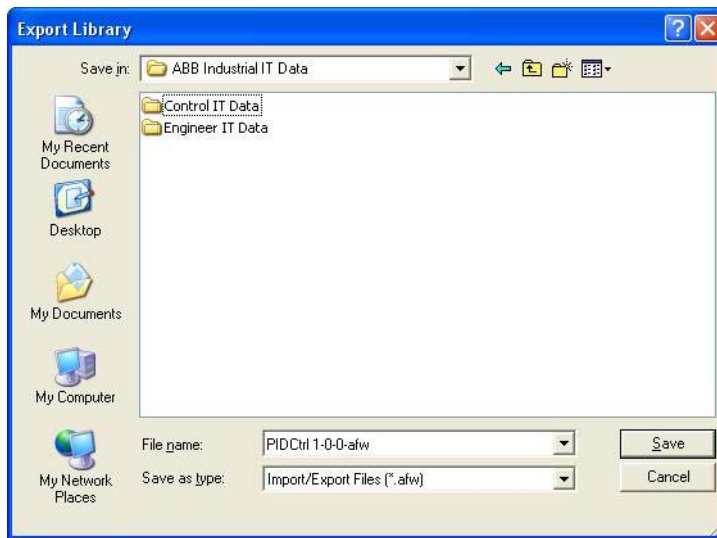 Export Library
Save in:
ABB Industrial IT Data
Control IT Data
Engineer IT Data
My Recent
Documents
Desktop
My Documents
My Computer
My Network
Places
File name:
PIDCtrl 1-0-0-afw
Save
Save as type:
Import/Export Files (*.afw)
Cancel